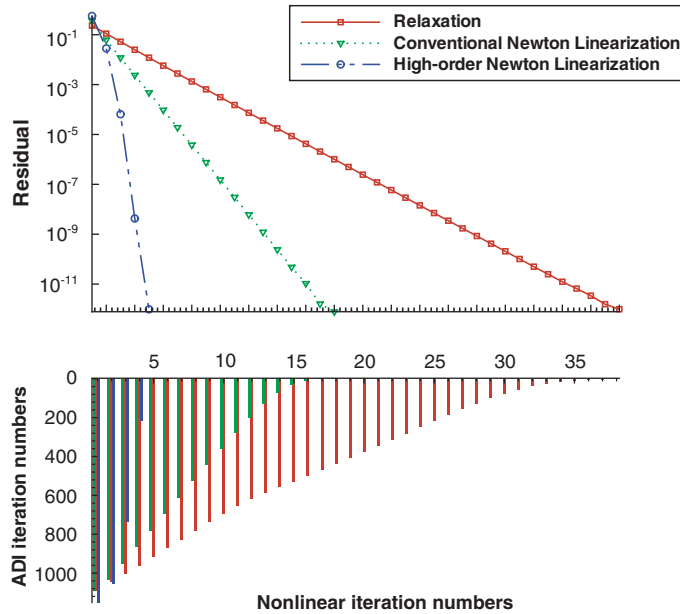 Relaxation
Conventional Newton Linearization
High-order Newton Linearization
Residual
10^-1
10^-3
10^-5
10^-7
10^-9
10^-11
5 10 15 20 25 30 35
ADI iteration numbers
0
200
400
600
800
1000
Nonlinear iteration numbers